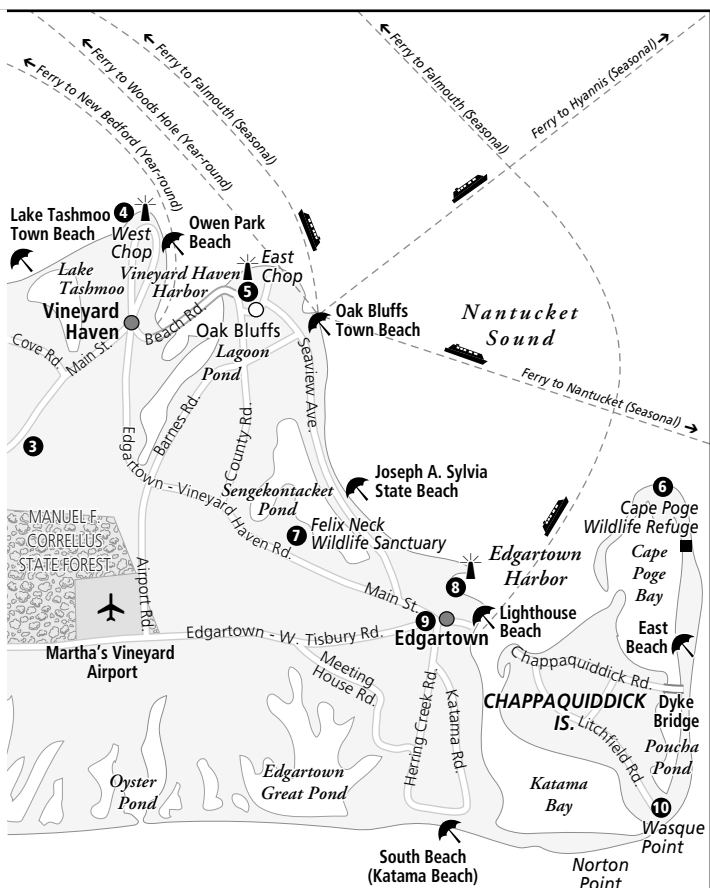 Ferry to Falmouth (Seasonal)
Ferry to Woods Hole (Year-round)
Ferry to New Bedford (Year-round)
Ferry to Falmouth (Seasonal)
Ferry to Hyannis (Seasonal)
Lake Tashmoo
Town Beach
4
West
Chop
Owen Park
Beach
Lake
Tashmoo
Vineyard Haven
Harbor
East
Chop
5
Vineyard
Haven
Beach Rd.
Oak Bluffs
Oak Bluffs
Town Beach
Nantucket
Sound
Cove Rd.
Main St.
Lagoon
Pond
Seaview Ave.
Ferry to Nantucket (Seasonal)
3
Barnes Rd.
County Rd.
Edgartown - Vineyard Haven Rd.
Sengekontacket
Pond
Joseph A. Sylvia
State Beach
6
Cape Poge
Wildlife Refuge
7
Felix Neck
Wildlife Sanctuary
MANUEL F.
CORRELLUS
STATE FOREST
Edgartown
Harbor
Cape
Poge
Bay
Airport Rd.
Main St.
8
9
Edgartown
Lighthouse
Beach
East
Beach
Martha's Vineyard
Airport
Edgartown - W. Tisbury Rd.
Meeting
House Rd.
Chappaquiddick Rd
CHAPPAQUIDDICK
IS.
Dyke
Bridge
Herring Creek Rd.
Katama Rd.
Litchfield Rd.
Poucha
Pond
Oyster
Pond
Edgartown
Great Pond
Katama
Bay
10
Wasque
Point
South Beach
(Katama Beach)
Norton
Point